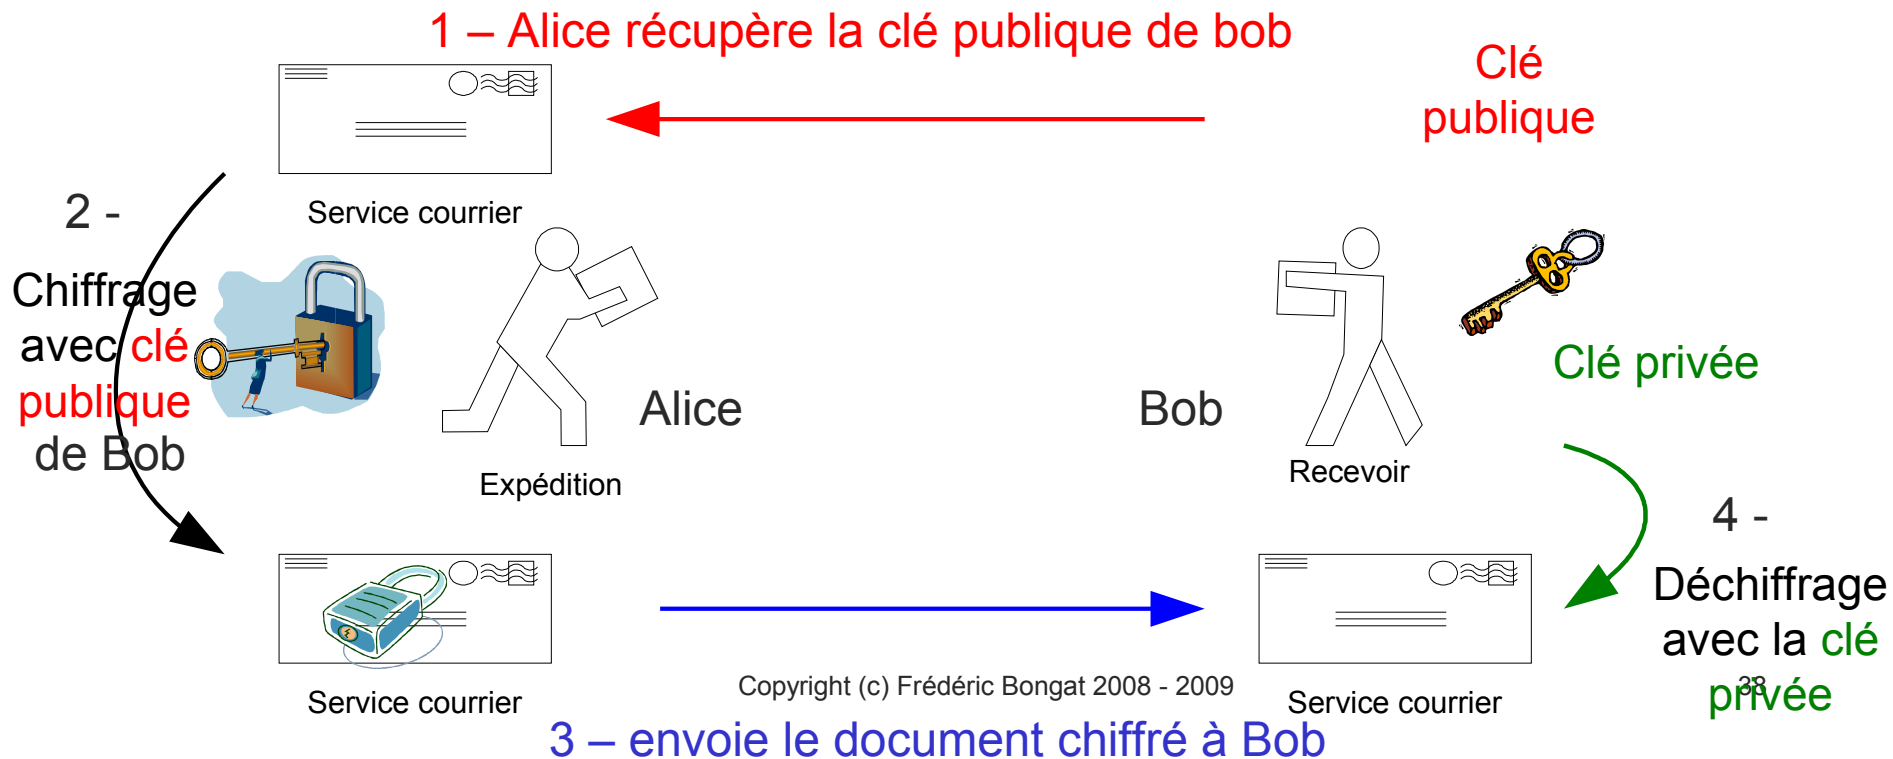 1 – Alice récupère la clé publique de bob
Clé
publique
Service courrier
2 -
Chiffrage
avec clé
publique
de Bob
Alice
Expédition
Bob
Recevoir
Clé privée
4 -
Déchiffrage
avec la clé
privée
38
Service courrier
Copyright (c) Frédéric Bongat 2008 - 2009
Service courrier
3 – envoie le document chiffré à Bob